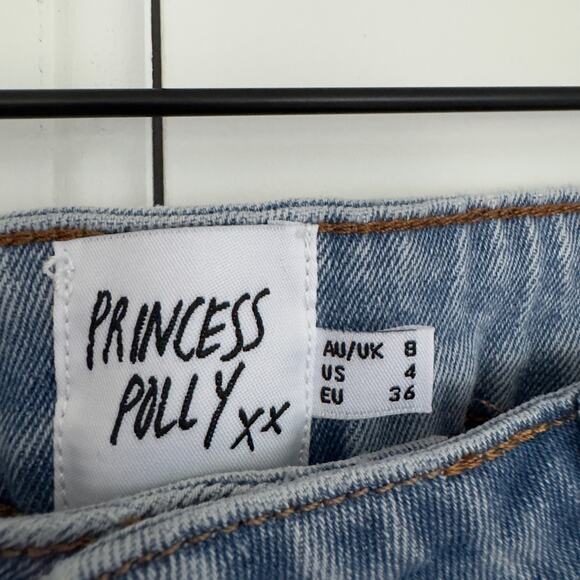 PRINCESS
POLLY xx
AU/UK 8
US 4
EU 36